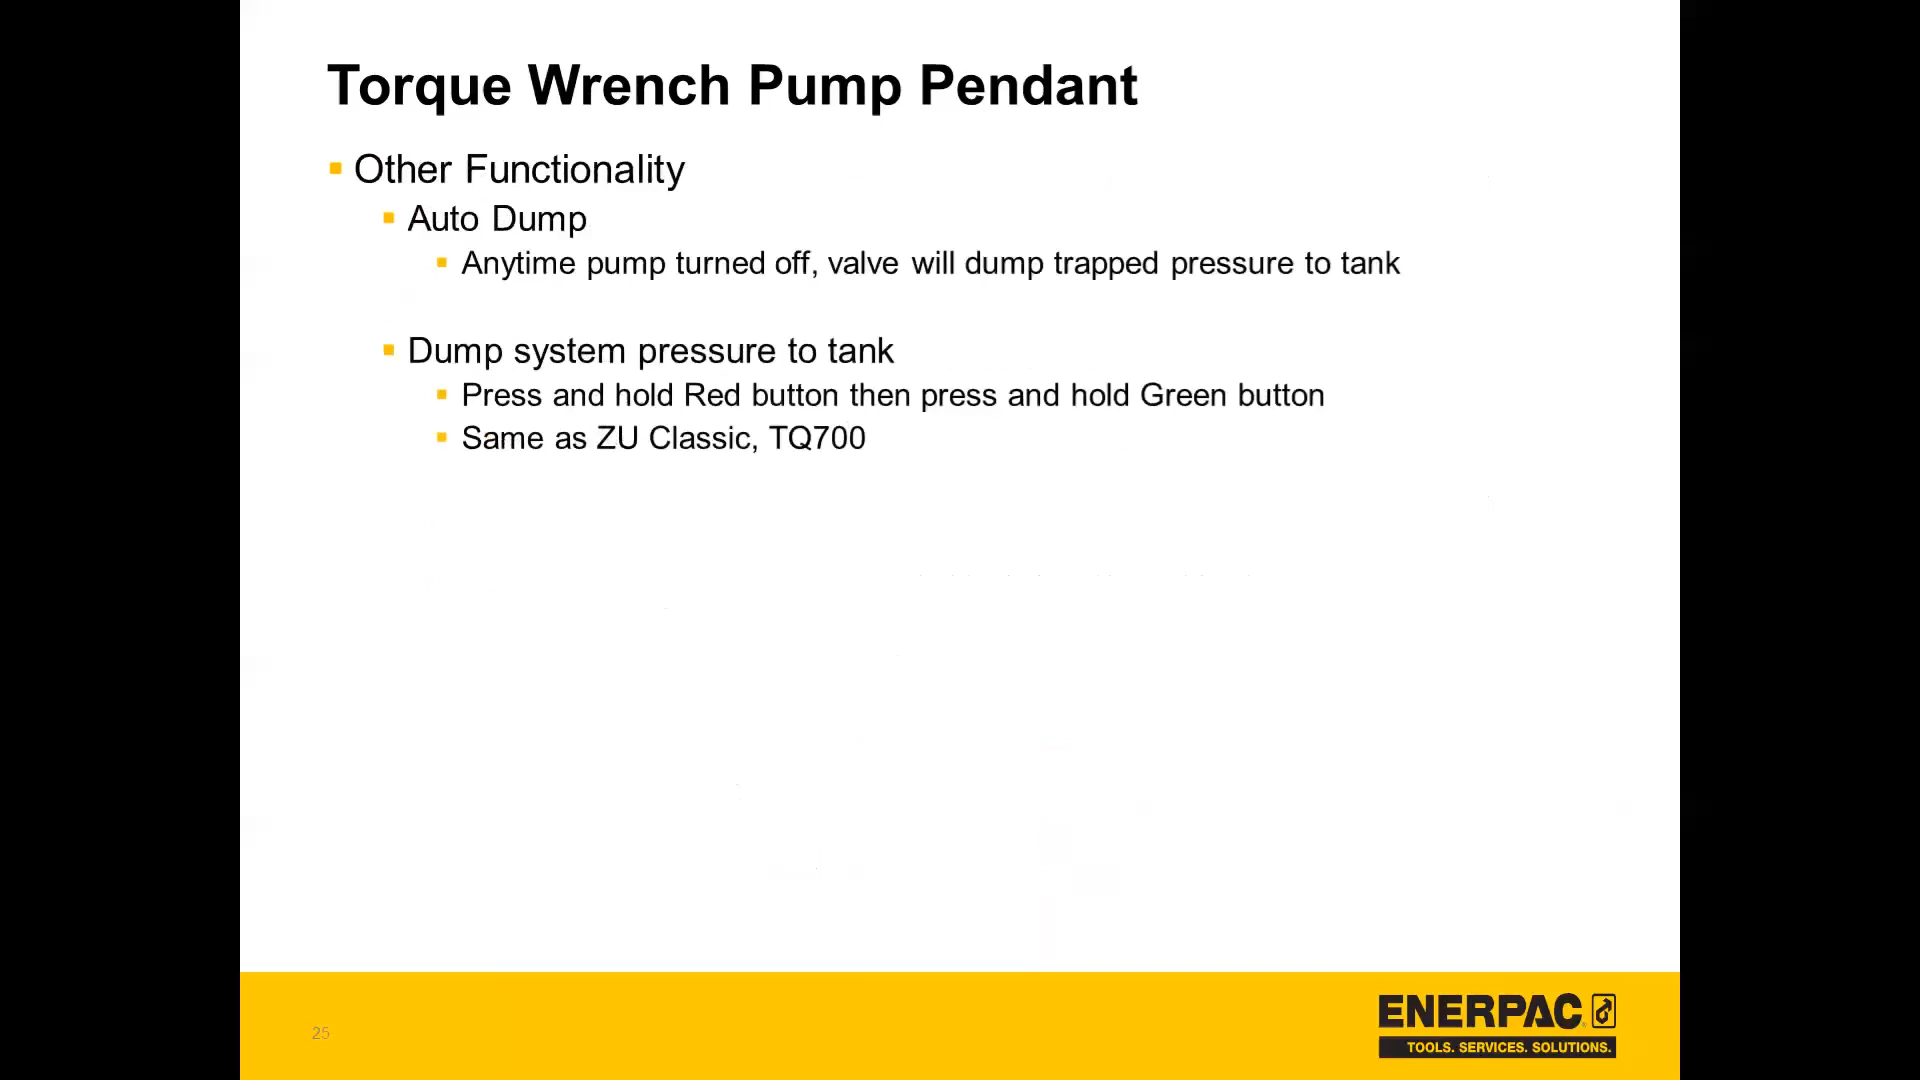 Torque Wrench Pump Pendant
Other Functionality
Auto Dump
Anytime pump turned off, valve will dump trapped pressure to tank
Dump system pressure to tank
Press and hold Red button then press and hold Green button
Same as ZU Classic, TQ700
25
ENERPAC
TOOLS. SERVICES. SOLUTIONS.